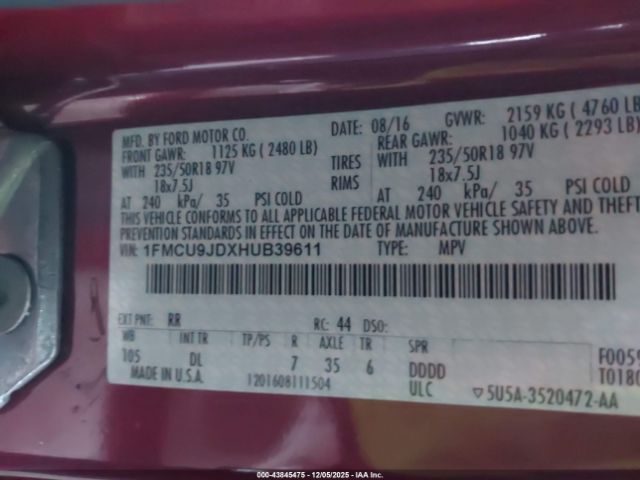 MFD. BY FORD MOTOR CO.
DATE: 08/16 GVWR: 2159 KG ( 4760 LB
FRONT GAWR: 1125 KG ( 2480 LB) REAR GAWR: 1040 KG ( 2293 LB
WITH 235/50R18 97V TIRES WITH 235/50R18 97V
18x7.5J RIMS 18x7.5J
AT 240 kPa/ 35 PSI COLD AT 240 kPa/ 35 PSI COLD
THIS VEHICLE CONFORMS TO ALL APPLICABLE FEDERAL MOTOR VEHICLE SAFETY AND THEFT
PREVENTION STANDARDS IN EFFECT ON THE DATE OF MANUFACTURE SHOWN ABOVE.
VIN: 1FMCU9JDXHUB39611 TYPE: MPV
EXT PNT: RR RC: 44 DSO:
WB INT TR TP/PS R AXLE TR SPR
105 DL 7 35 6 DDDD
F0059
MADE IN U.S.A. 1201608111504 ULC
T0180
5U5A-3520472-AA
000-43845475 - 12/05/2025 - IAA Inc.